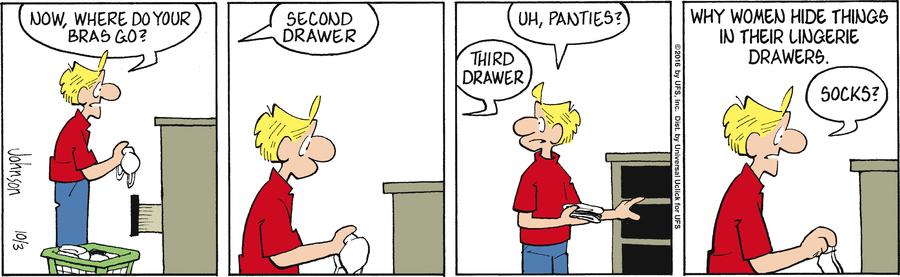 NOW, WHERE DO YOUR
BRAS GO?
Johnson
10/3
SECOND
DRAWER
UH, PANTIES?
THIRD
DRAWER
©2016 by UFS, Inc. Dist. by Universal Uclick for UFS
WHY WOMEN HIDE THINGS
IN THEIR LINGERIE
DRAWERS.
SOCKS?